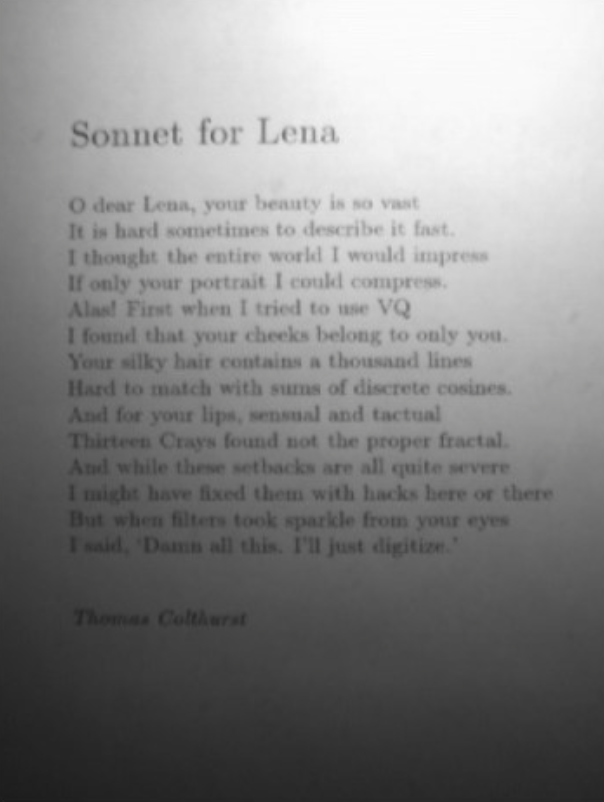 Sonnet for Lena
O dear Lena, your beauty is so vast
It is hard sometimes to describe it fast.
I thought the entire world I would impress
If only your portrait I could compress.
Alas! First when I tried to use VQ
I found that your cheeks belong to only you.
Your silky hair contains a thousand lines
Hard to match with sums of discrete cosines.
And for your lips, sensual and tactual
Thirteen Crays found not the proper fractal.
And while these setbacks are all quite severe
I might have fixed them with hacks here or there
But when filters took sparkle from your eyes
I said, 'Damn all this. I'll just digitize.'
Thomas Colthurst